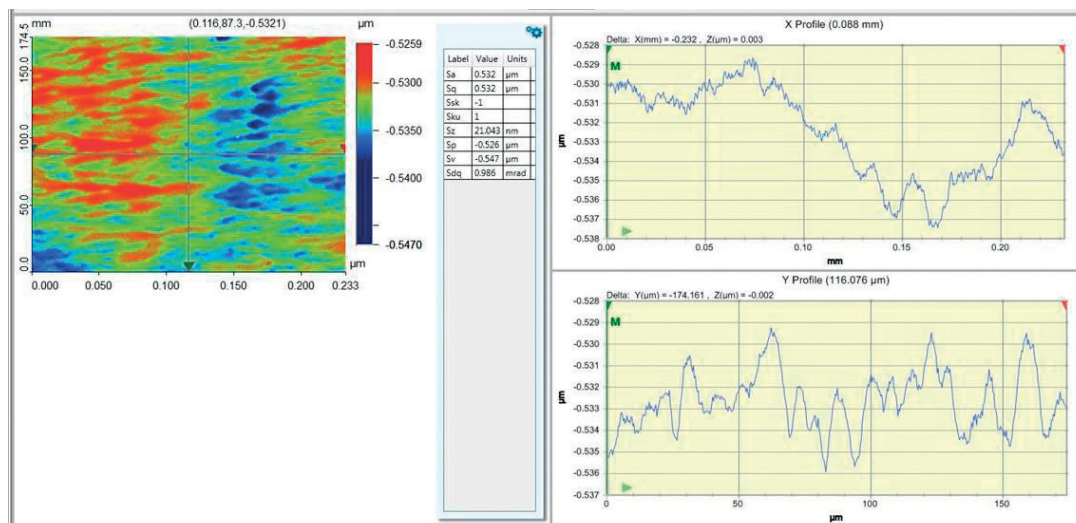 mm
(0.116,87.3,-0.5321)
µm
174.5
150.0
100.0
50.0
0.0
0.000 0.050 0.100 0.150 0.200 0.233
-0.5259
-0.5300
-0.5350
-0.5400
-0.5470
µm
Label Value Units
Sa 0.532 µm
Sq 0.532 µm
Ssk -1
Sku 1
Sz 21.043 nm
Sp -0.526 µm
Sv -0.547 µm
Sdq 0.986 mrad
X Profile (0.088 mm)
Delta: X(mm) = -0.232 , Z(µm) = 0.003
-0.528
M
-0.529
-0.530
-0.531
-0.532
µm
-0.533
-0.534
-0.535
-0.536
-0.537
-0.538
0.00 0.05 0.10 0.15 0.20
mm
Y Profile (116.076 µm)
Delta: Y(µm) = -174.161 , Z(µm) = -0.002
-0.528
M
-0.529
-0.530
-0.531
-0.532
µm
-0.533
-0.534
-0.535
-0.536
-0.537
50 100 150
µm